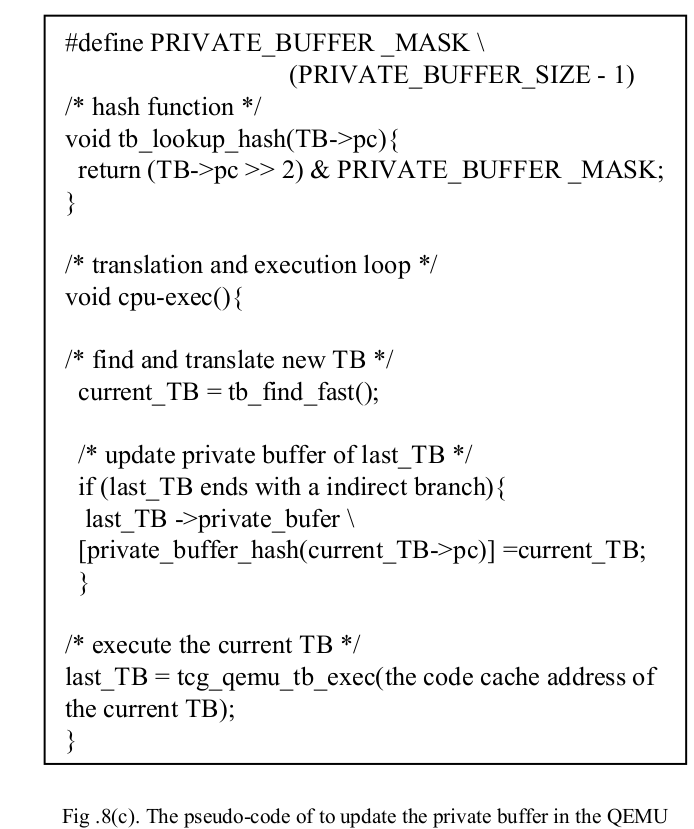 #define PRIVATE_BUFFER _MASK \
(PRIVATE_BUFFER_SIZE - 1)
/* hash function */
void tb_lookup_hash(TB->pc){
return (TB->pc >> 2) & PRIVATE_BUFFER _MASK;
}
/* translation and execution loop */
void cpu-exec(){
/* find and translate new TB */
current_TB = tb_find_fast();
/* update private buffer of last_TB */
if (last_TB ends with a indirect branch){
last_TB ->private_bufer \
[private_buffer_hash(current_TB->pc)] =current_TB;
}
/* execute the current TB */
last_TB = tcg_qemu_tb_exec(the code cache address of
the current TB);
}
Fig .8(c). The pseudo-code of to update the private buffer in the QEMU